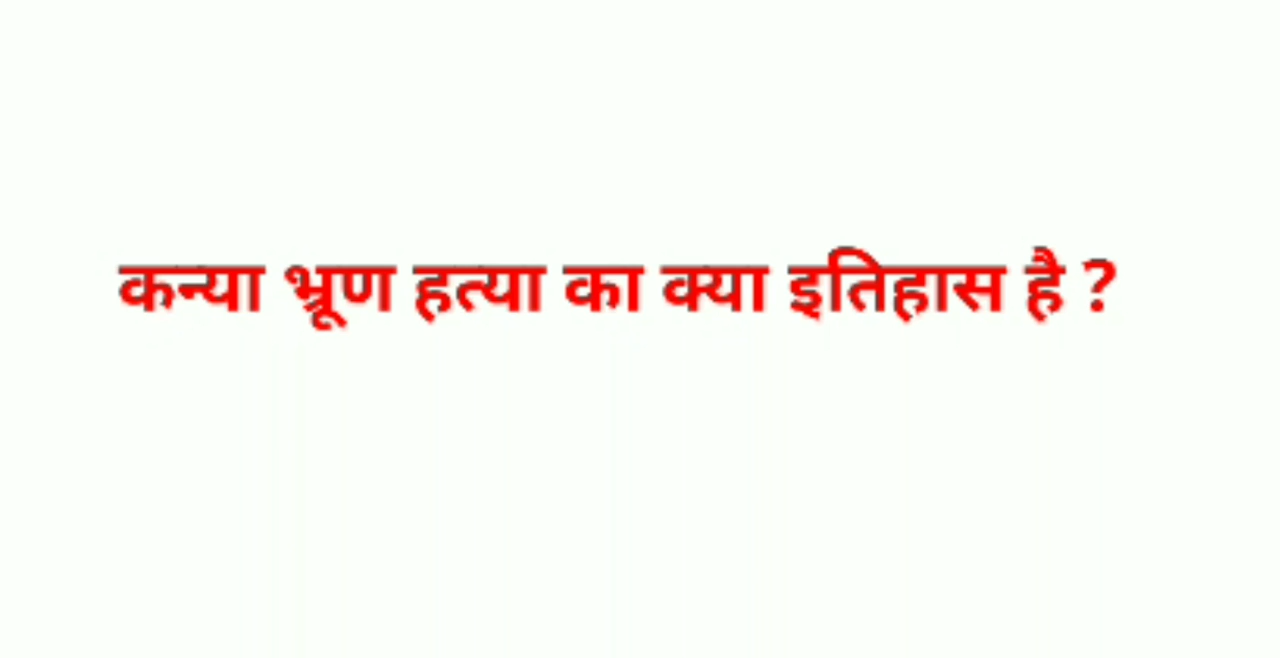 कन्या भ्रूण हत्या का क्या इतिहास है ?